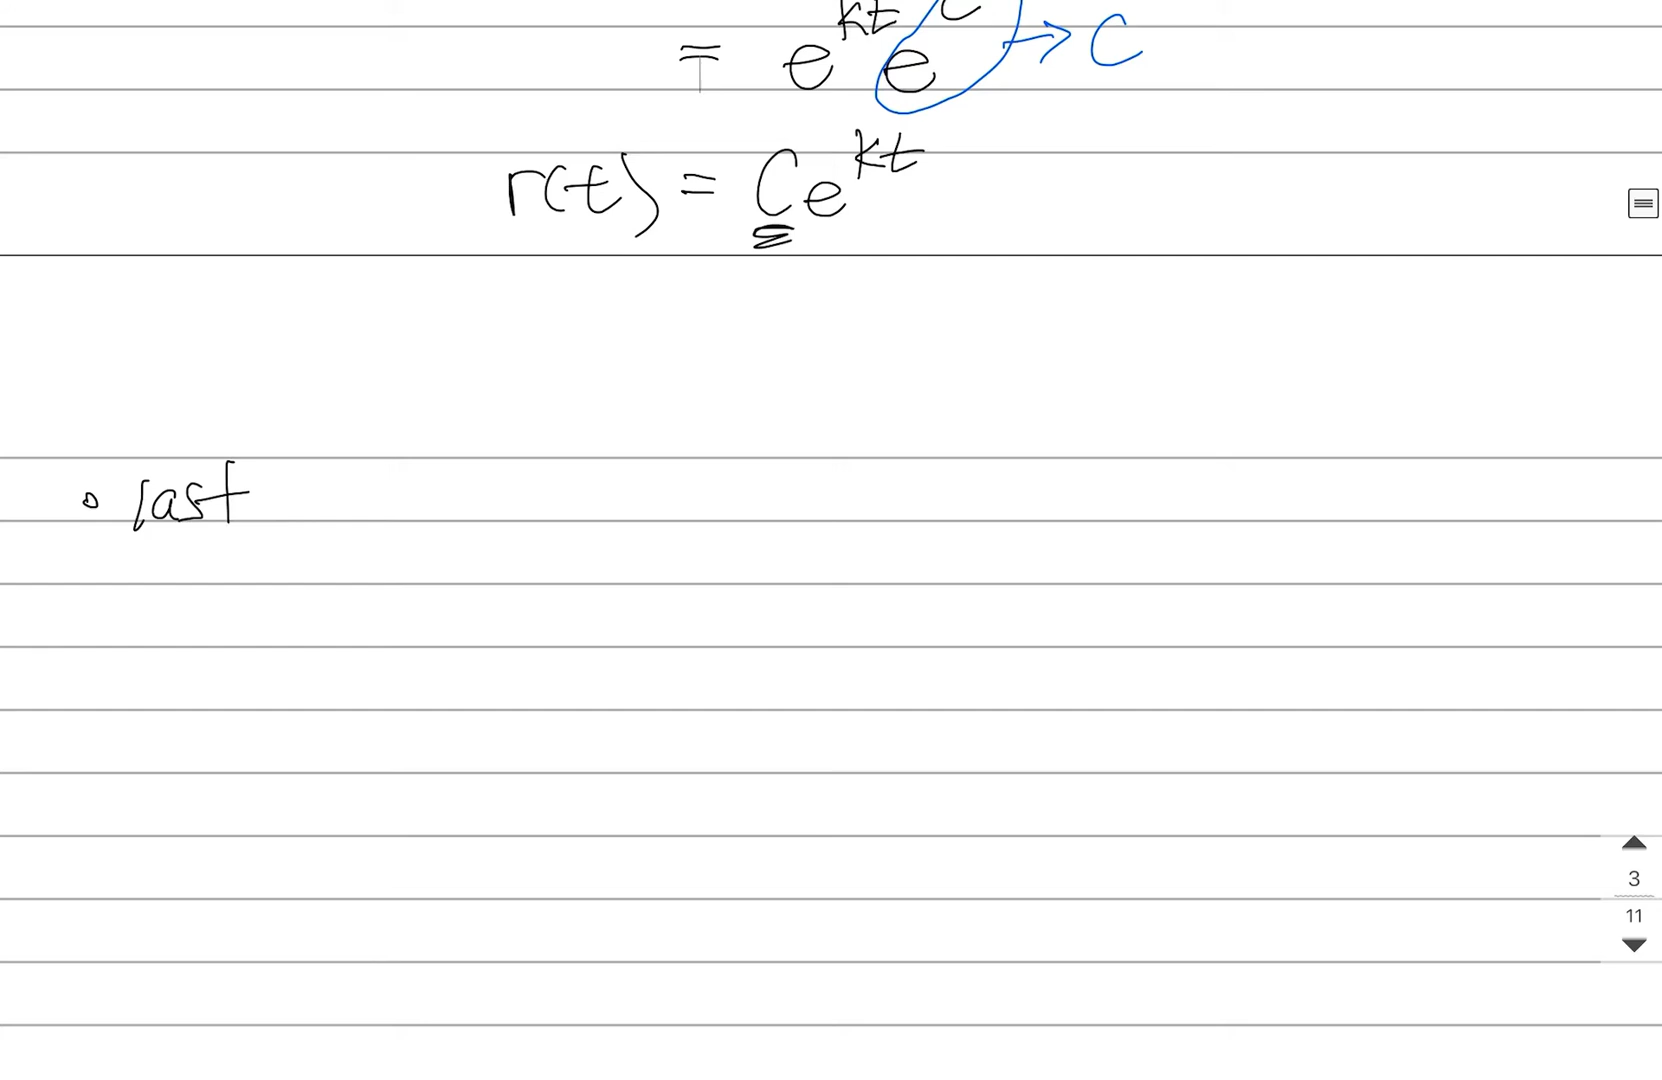 = e^{kt} e^{c} → C
r(t) = Ce^{kt}
• last
3
11